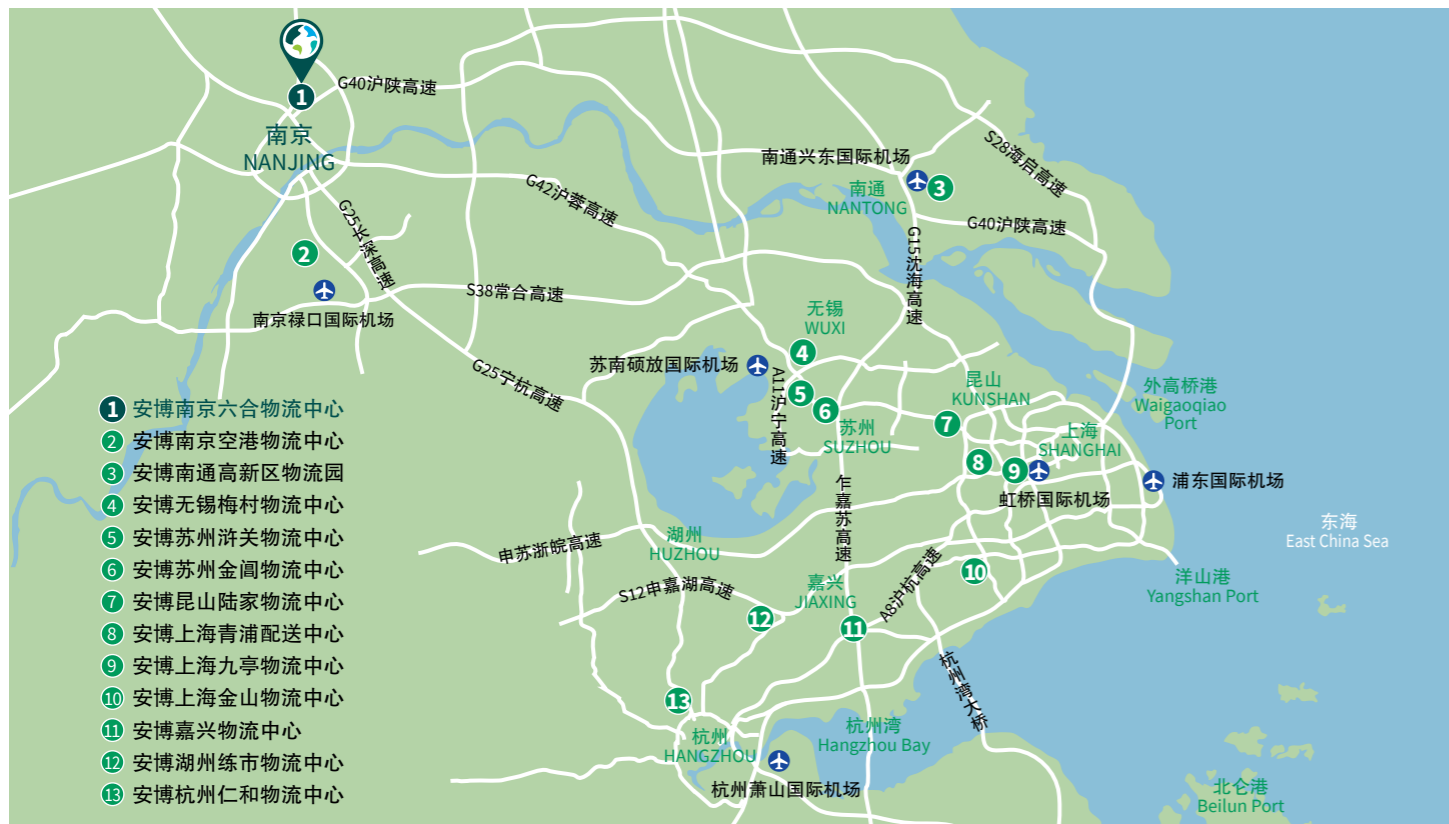 1
G40沪陕高速
南京
NANJING
南通兴东国际机场
S28海启高速
3
南通
NANTONG
G42沪蓉高速
G25长深高速
G40沪陕高速
G15沈海高速
2
S38常合高速
南京禄口国际机场
无锡
WUXI
4
苏南硕放国际机场
G25宁杭高速
A11沪宁高速
5
6
昆山
KUNSHAN
外高桥港
Waigaoqiao
Port
7
苏州
SUZHOU
上海
SHANGHAI
8
9
虹桥国际机场
浦东国际机场
乍嘉苏高速
东海
East China Sea
湖州
HUZHOU
申苏浙皖高速
S12申嘉湖高速
嘉兴
JIAXING
A8沪杭高速
10
洋山港
Yangshan Port
12
11
杭州湾大桥
13
杭州
HANGZHOU
杭州湾
Hangzhou Bay
杭州萧山国际机场
北仑港
Beilun Port
1 安博南京六合物流中心
2 安博南京空港物流中心
3 安博南通高新区物流园
4 安博无锡梅村物流中心
5 安博苏州浒关物流中心
6 安博苏州金阊物流中心
7 安博昆山陆家物流中心
8 安博上海青浦配送中心
9 安博上海九亭物流中心
10 安博上海金山物流中心
11 安博嘉兴物流中心
12 安博湖州练市物流中心
13 安博杭州仁和物流中心